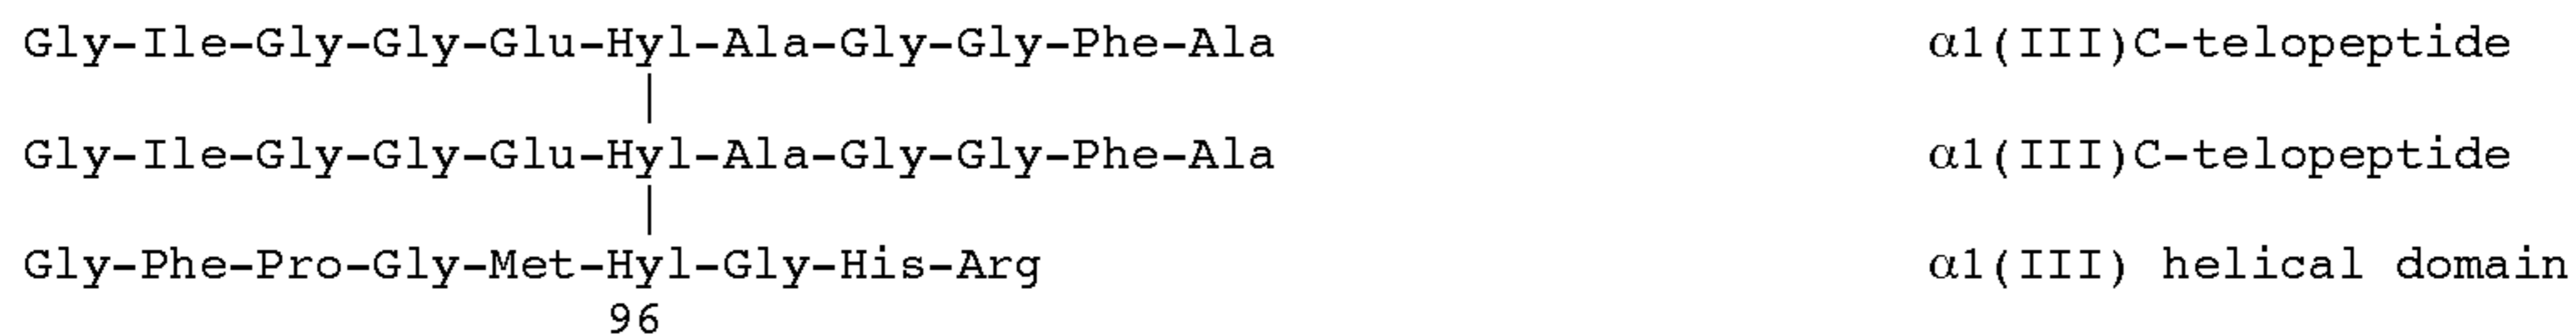 Gly-Ile-Gly-Gly-Glu-Hyl-Ala-Gly-Gly-Phe-Ala α1(III)C-telopeptide
Gly-Ile-Gly-Gly-Glu-Hyl-Ala-Gly-Gly-Phe-Ala α1(III)C-telopeptide
Gly-Phe-Pro-Gly-Met-Hyl-Gly-His-Arg α1(III) helical domain
96